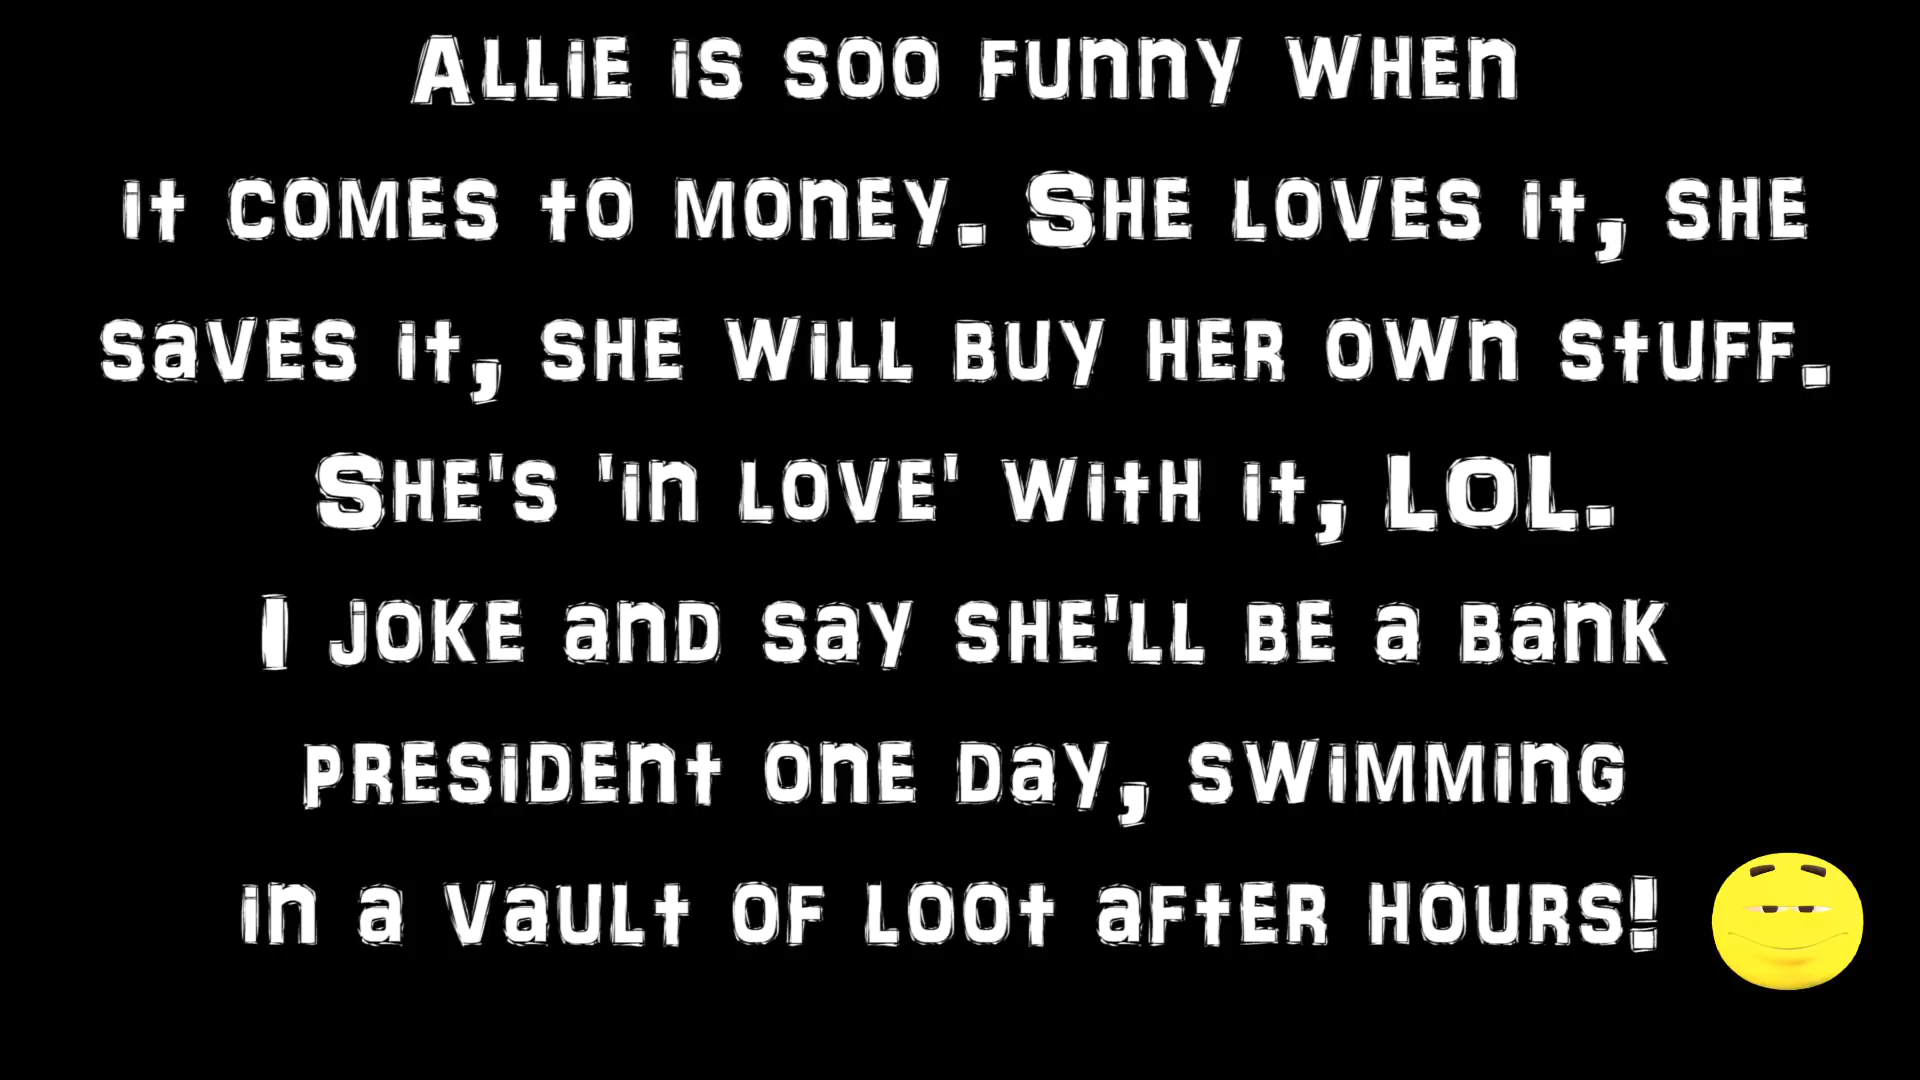 Allie is soo funny when
it comes to money. She loves it, she
saves it, she will buy her own stuff.
She's 'in love' with it, LOL.
I joke and say she'll be a bank
president one day, swimming
in a vault of loot after hours!